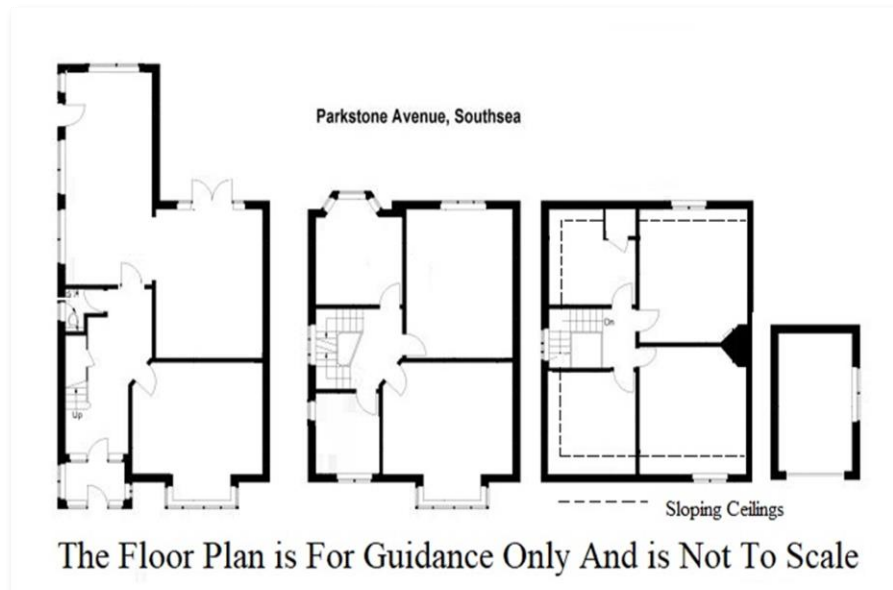 Parkstone Avenue, Southsea
Up
On
Sloping Ceilings
The Floor Plan is For Guidance Only And is Not To Scale